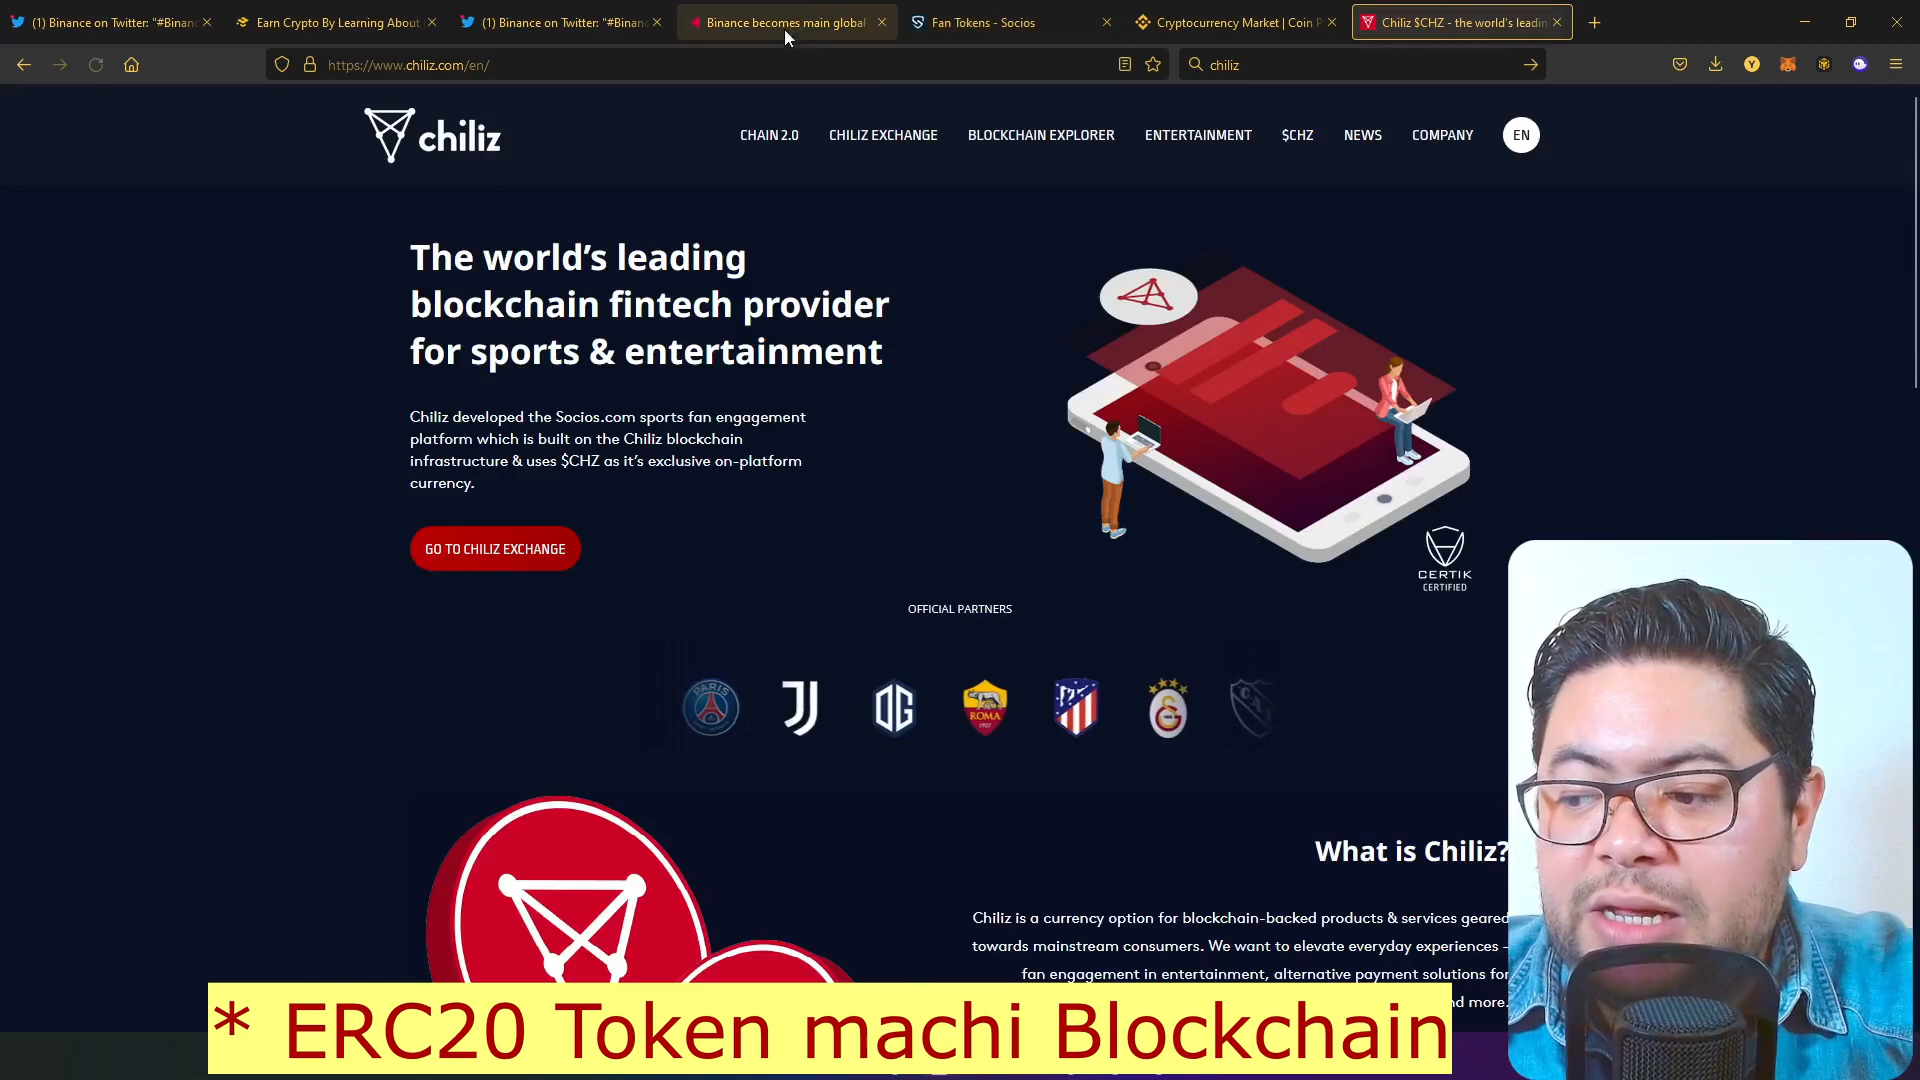 (1) Binance on Twitter: "#Binanc
Earn Crypto By Learning About
(1) Binance on Twitter: "#Binanc
Binance becomes main global
Fan Tokens - Socios
Cryptocurrency Market | Coin P
Chiliz $CHZ - the world's leadin
https://www.chiliz.com/en/
chiliz
chiliz
CHAIN 2.0
CHILIZ EXCHANGE
BLOCKCHAIN EXPLORER
ENTERTAINMENT
$CHZ
NEWS
COMPANY
EN
The world's leading
blockchain fintech provider
for sports & entertainment
Chiliz developed the Socios.com sports fan engagement
platform which is built on the Chiliz blockchain
infrastructure & uses $CHZ as it's exclusive on-platform
currency.
GO TO CHILIZ EXCHANGE
CERTIK
CERTIFIED
OFFICIAL PARTNERS
PARIS
OG
ROMA
1927
What is Chiliz?
Chiliz is a currency option for blockchain-backed products & services geared
towards mainstream consumers. We want to elevate everyday experiences –
fan engagement in entertainment, alternative payment solutions for
nd more.
* ERC20 Token machi Blockchain